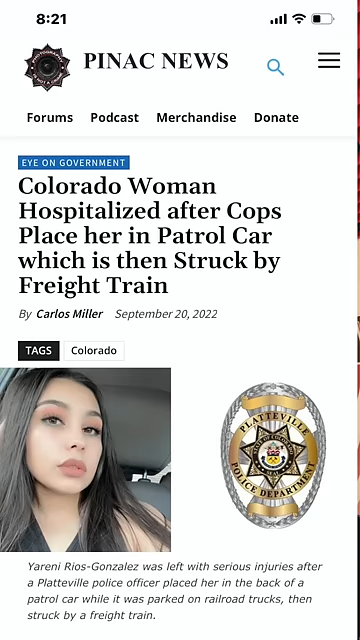 8:21
PINAC NEWS
Forums Podcast Merchandise Donate
EYE ON GOVERNMENT
Colorado Woman
Hospitalized after Cops
Place her in Patrol Car
which is then Struck by
Freight Train
By Carlos Miller September 20, 2022
TAGS Colorado
PLATTEVILLE
POLICE DEPARTMENT
Yareni Rios-Gonzalez was left with serious injuries after
a Platteville police officer placed her in the back of a
patrol car while it was parked on railroad trucks, then
struck by a freight train.